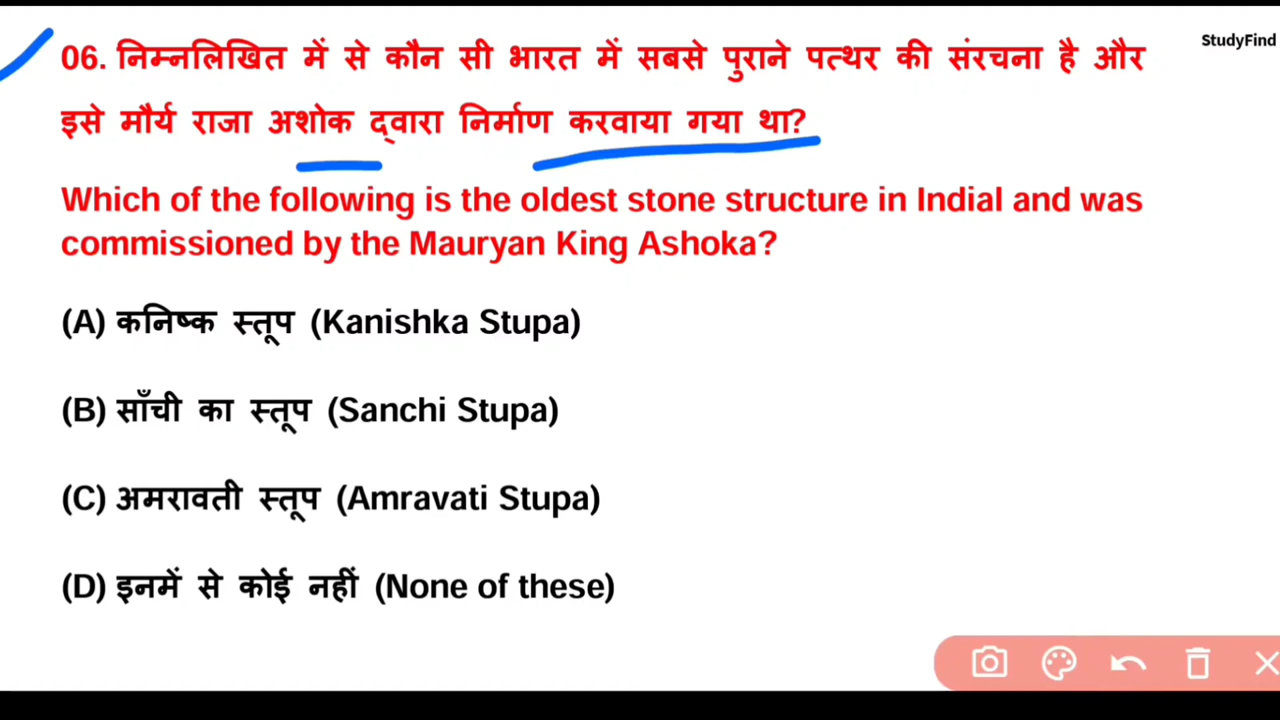 StudyFind
06. निम्नलिखित में से कौन सी भारत में सबसे पुराने पत्थर की संरचना है और
इसे मौर्य राजा अशोक द्वारा निर्माण करवाया गया था?
Which of the following is the oldest stone structure in Indial and was
commissioned by the Mauryan King Ashoka?
(A) कनिष्क स्तूप (Kanishka Stupa)
(B) साँची का स्तूप (Sanchi Stupa)
(C) अमरावती स्तूप (Amravati Stupa)
(D) इनमें से कोई नहीं (None of these)